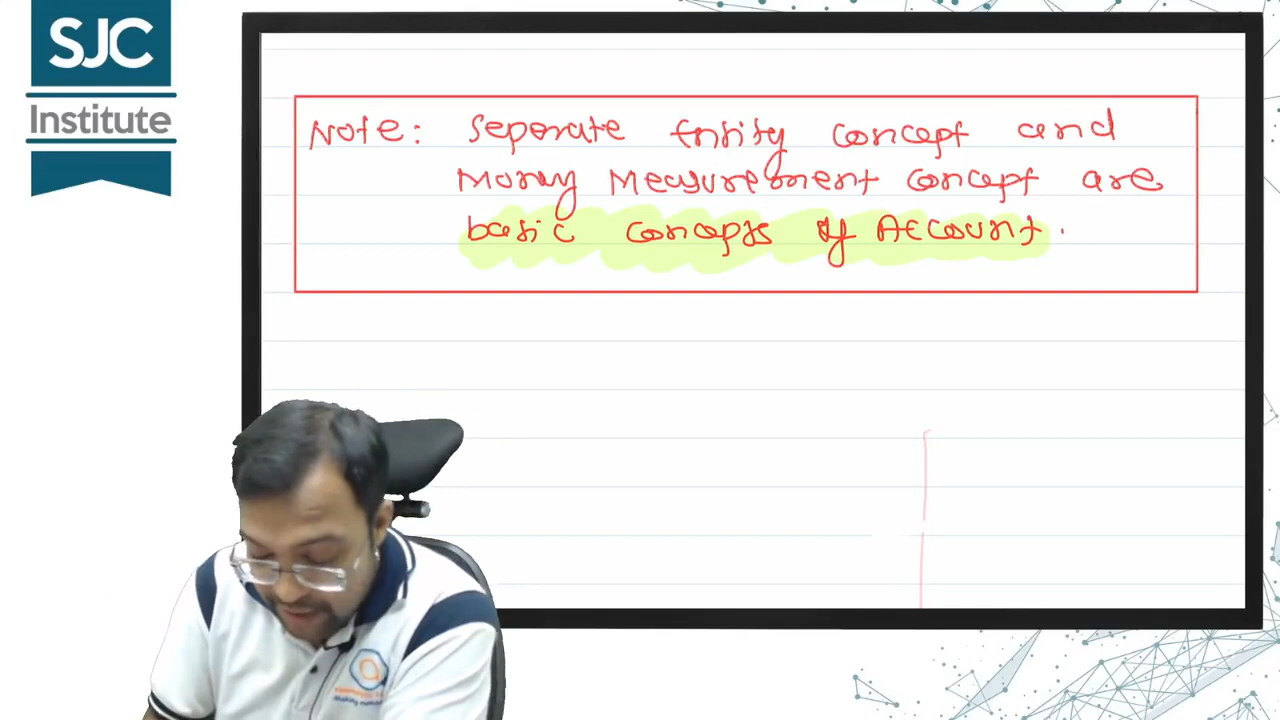 SJC
Institute
Note: Seperate Entity concept and
Money Measurement concept are
basic concepts of Account.